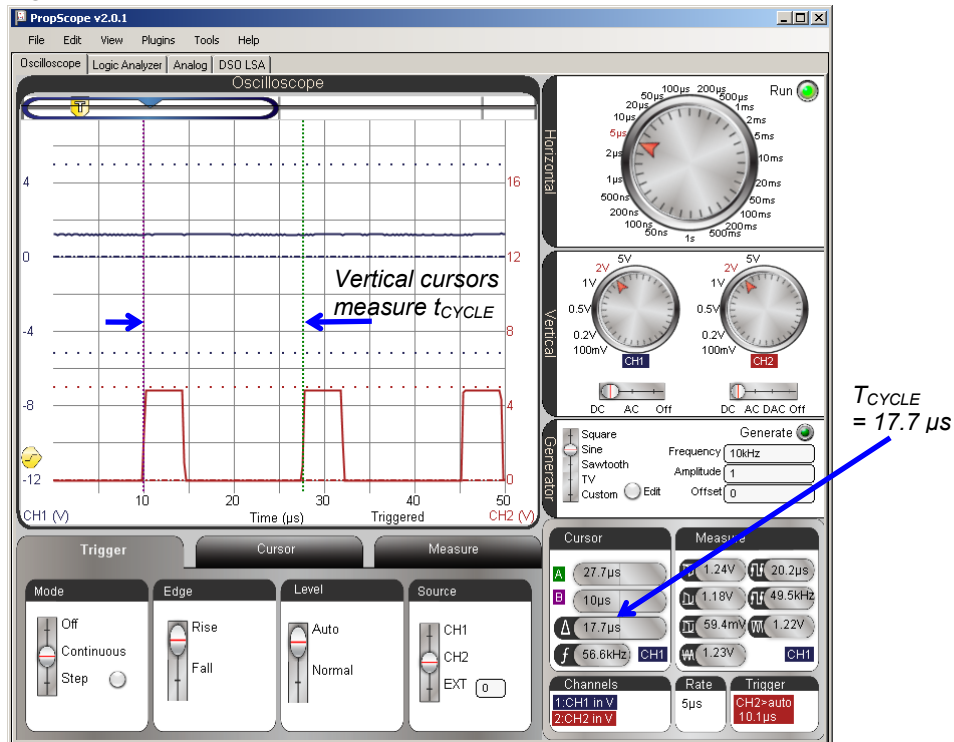 PropScope v2.0.1
File Edit View Plugins Tools Help
Oscilloscope Logic Analyzer Analog DSO LSA
Oscilloscope
T
4
0
-4
-8
-12
16
12
8
4
0
10 20 30 40 50
CH1 (V) Time (µs) Triggered CH2 (V)
Vertical cursors
measure tCYCLE
Horizontal
Run
50ns
100ns
200ns
500ns
1µs
2µs
5µs
10µs
20µs
50µs
100µs
200µs
500µs
1ms
2ms
5ms
10ms
20ms
50ms
100ms
200ms
500ms
1s
Vertical
5V
2V
1V
0.5V
0.2V
100mV
CH1
DC AC Off
5V
2V
1V
0.5V
0.2V
100mV
CH2
DC AC DAC Off
TCYCLE
= 17.7 µs
Generator
Square
Sine
Sawtooth
TV
Custom Edit
Generate
Frequency 10kHz
Amplitude 1
Offset 0
Trigger Cursor Measure
Mode
Off
Continuous
Step
Edge
Rise
Fall
Level
Auto
Normal
Source
CH1
CH2
EXT 0
Cursor
A 27.7µs
B 10µs
Δ 17.7µs
f 56.6kHz CH1
Measure
1.24V 20.2µs
1.18V 49.5kHz
59.4mV 1.22V
1.23V CH1
Channels
1:CH1 in V
2:CH2 in V
Rate
5µs
Trigger
CH2>auto
10.1µs